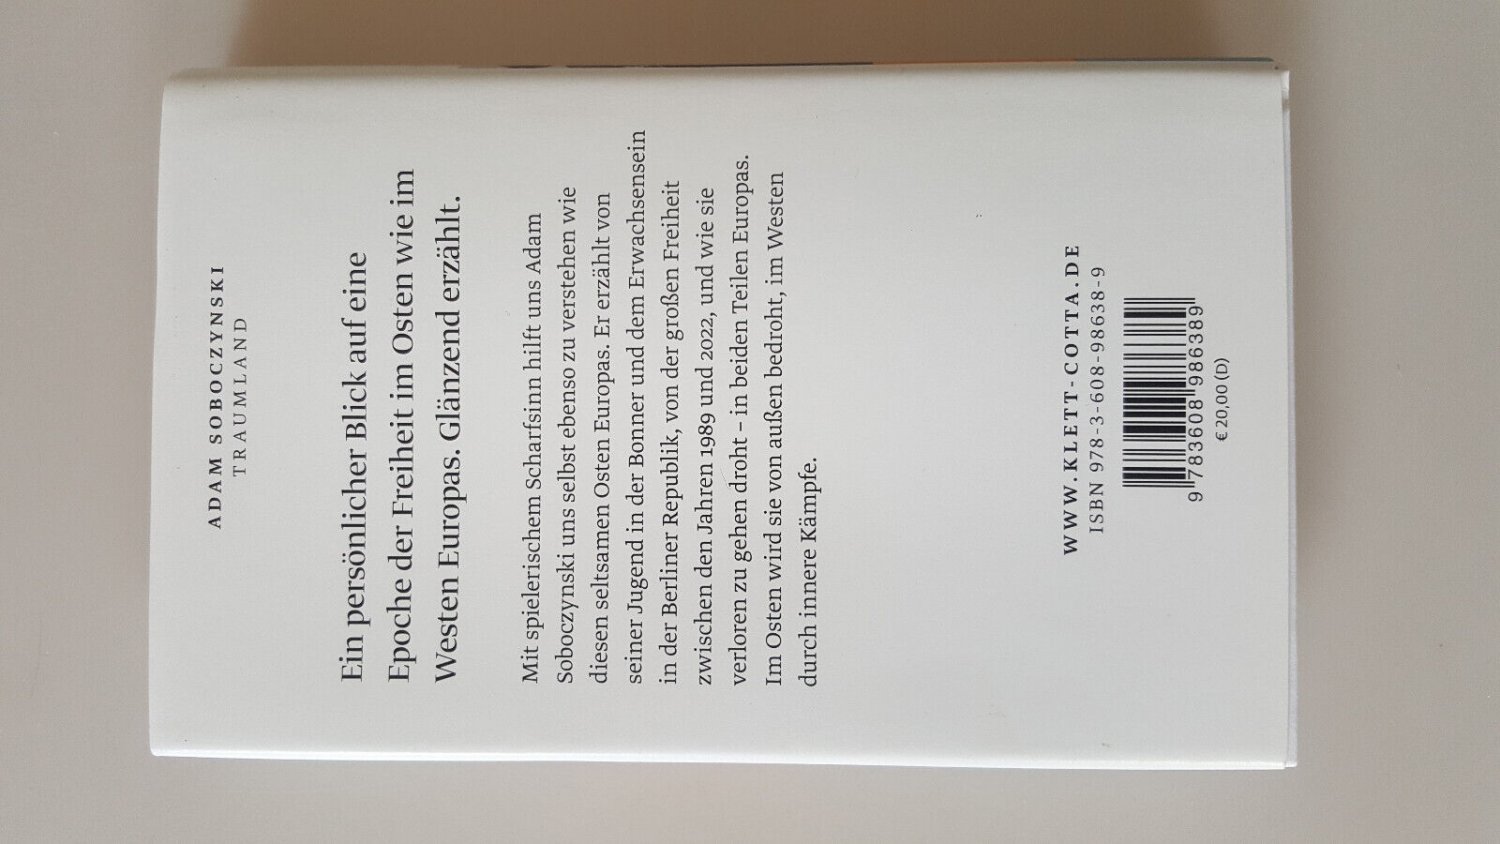 ADAM SOBOCZYNSKI
TRAUMLAND
Ein persönlicher Blick auf eine
Epoche der Freiheit im Osten wie im
Westen Europas. Glänzend erzählt.
Mit spielerischem Scharfsinn hilft uns Adam
Soboczynski uns selbst ebenso zu verstehen wie
diesen seltsamen Osten Europas. Er erzählt von
seiner Jugend in der Bonner und dem Erwachsensein
in der Berliner Republik, von der großen Freiheit
zwischen den Jahren 1989 und 2022, und wie sie
verloren zu gehen droht – in beiden Teilen Europas.
Im Osten wird sie von außen bedroht, im Westen
durch innere Kämpfe.
WWW.KLETT-COTTA.DE
ISBN 978-3-608-98638-9
9 783608 986389
€ 20,00 (D)